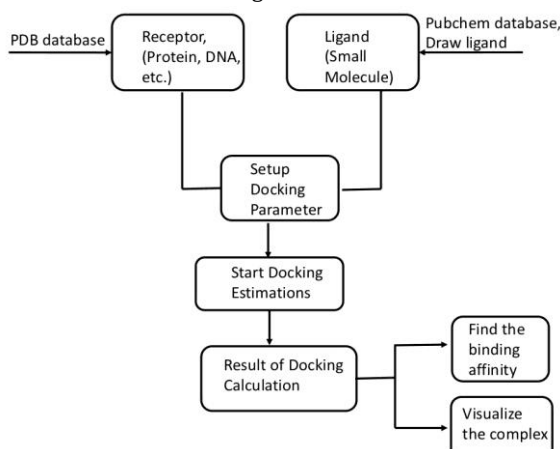 PDB database
Receptor,
(Protein, DNA,
etc.)
Ligand
(Small
Molecule)
Pubchem database,
Draw ligand
Setup
Docking
Parameter
Start Docking
Estimations
Result of Docking
Calculation
Find the
binding
affinity
Visualize
the complex